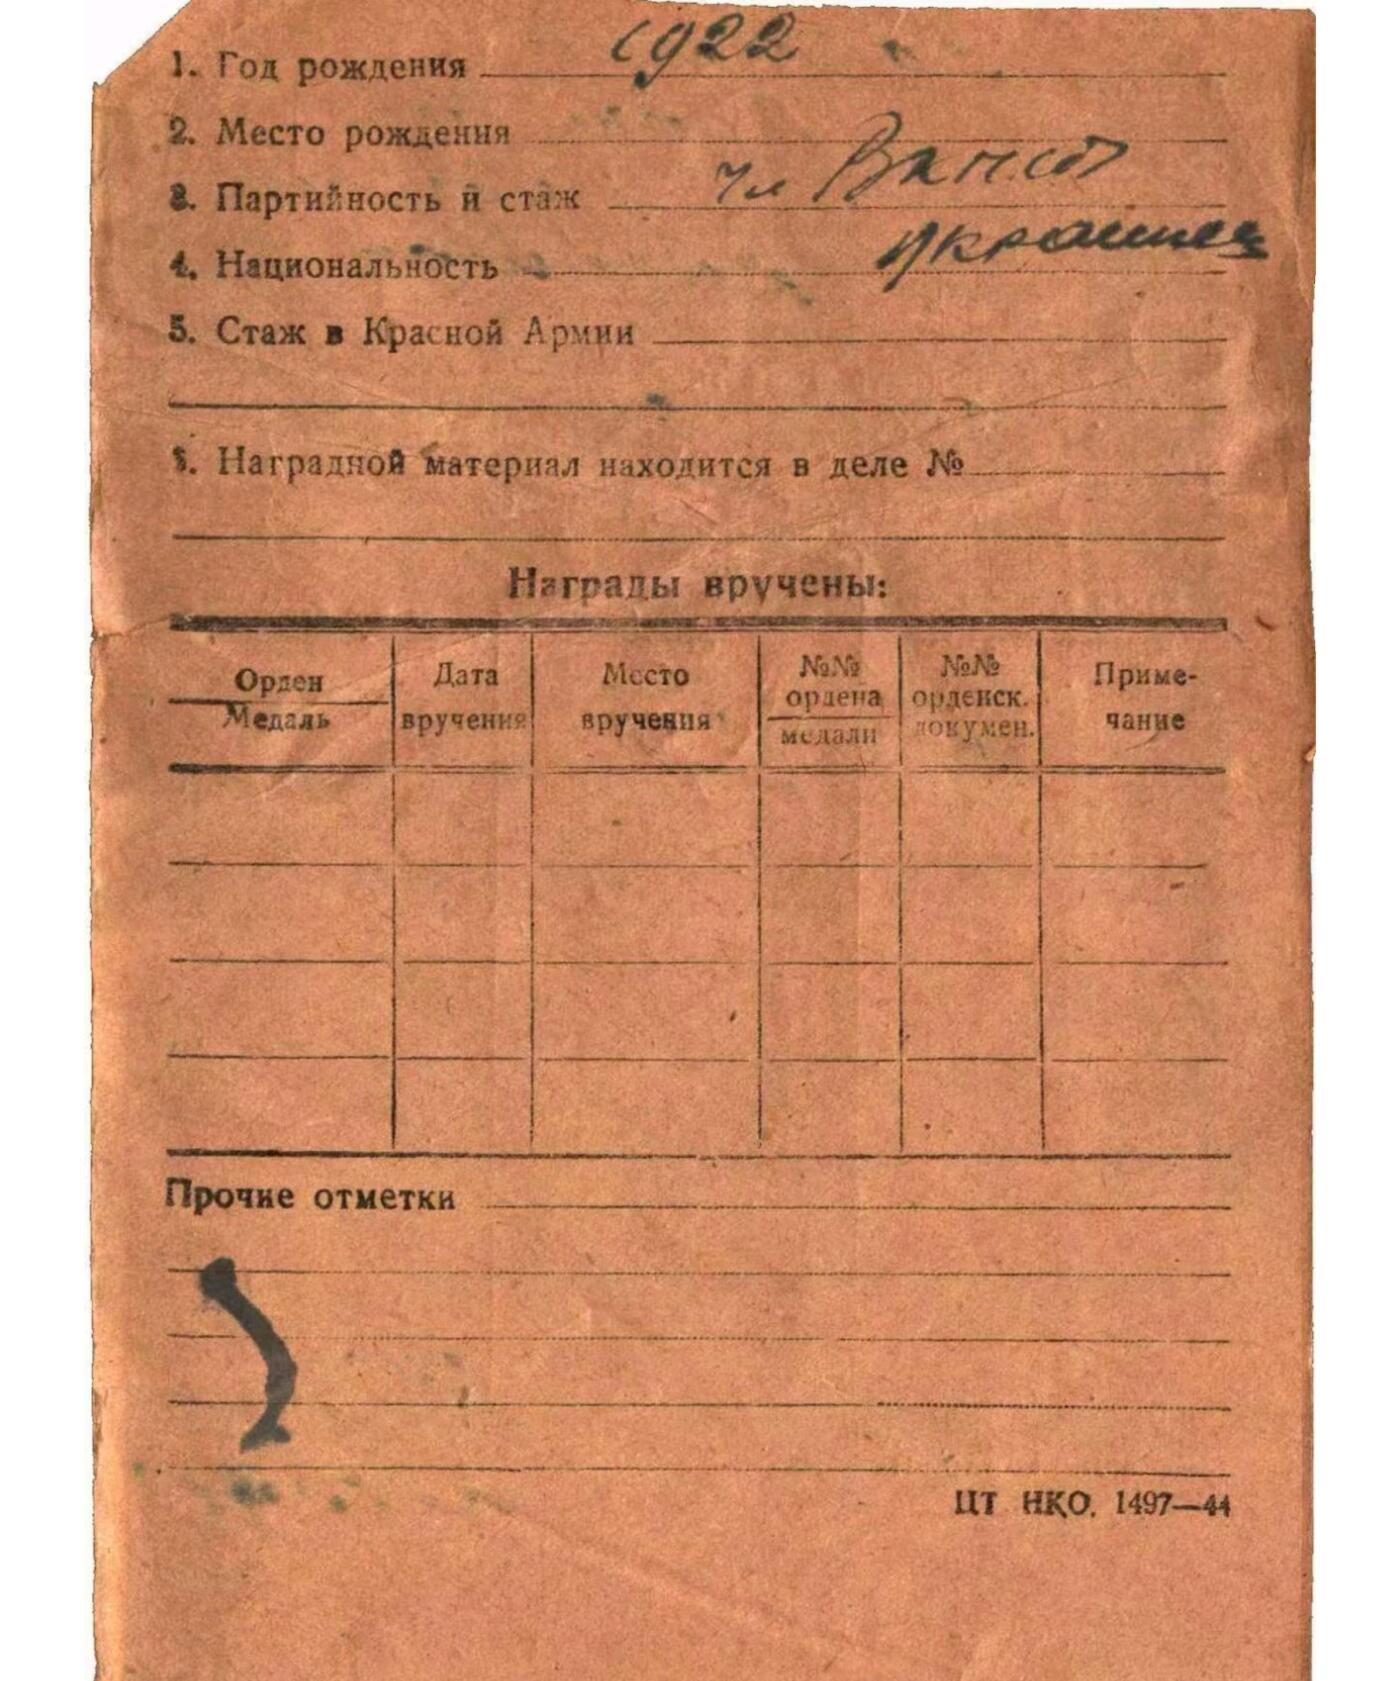 1. Год рождения 1922
2. Место рождения
3. Партийность и стаж чл ВКП(б)
4. Национальность Украинец
5. Стаж в Красной Армии
Наградной материал находится в деле №
Награды вручены:
Орден Медаль
Дата вручения
Место вручения
№№ ордена медали
№№ орденск. докумен.
Приме- чание
Прочие отметки
ЦТ НКО. 1497—44